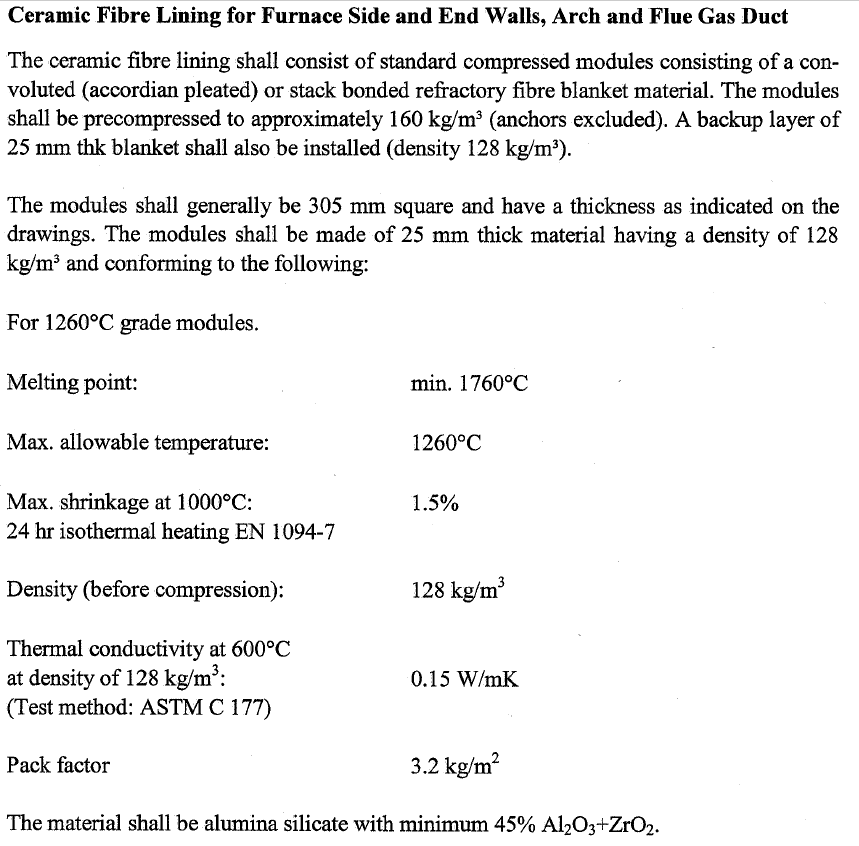 Ceramic Fibre Lining for Furnace Side and End Walls, Arch and Flue Gas Duct
The ceramic fibre lining shall consist of standard compressed modules consisting of a con-
voluted (accordian pleated) or stack bonded refractory fibre blanket material. The modules
shall be precompressed to approximately 160 kg/m³ (anchors excluded). A backup layer of
25 mm thk blanket shall also be installed (density 128 kg/m³).
The modules shall generally be 305 mm square and have a thickness as indicated on the
drawings. The modules shall be made of 25 mm thick material having a density of 128
kg/m³ and conforming to the following:
For 1260°C grade modules.
Melting point: min. 1760°C
Max. allowable temperature: 1260°C
Max. shrinkage at 1000°C: 1.5%
24 hr isothermal heating EN 1094-7
Density (before compression): 128 kg/m³
Thermal conductivity at 600°C
at density of 128 kg/m³: 0.15 W/mK
(Test method: ASTM C 177)
Pack factor 3.2 kg/m²
The material shall be alumina silicate with minimum 45% Al₂O₃+ZrO₂.